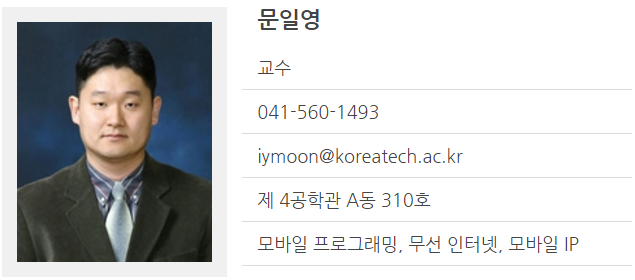 문일영
교수
041-560-1493
iymoon@koreatech.ac.kr
제 4공학관 A동 310호
모바일 프로그래밍, 무선 인터넷, 모바일 IP